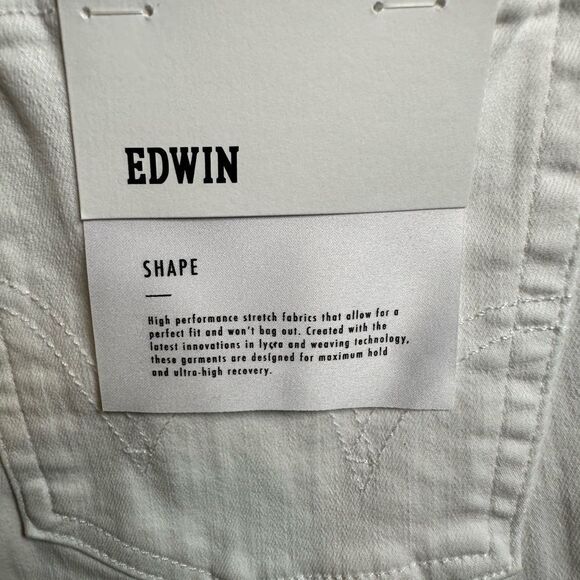 EDWIN
SHAPE
High performance stretch fabrics that allow for a
perfect fit and won't bag out. Created with the
latest innovations in lycra and weaving technology,
these garments are designed for maximum hold
and ultra-high recovery.